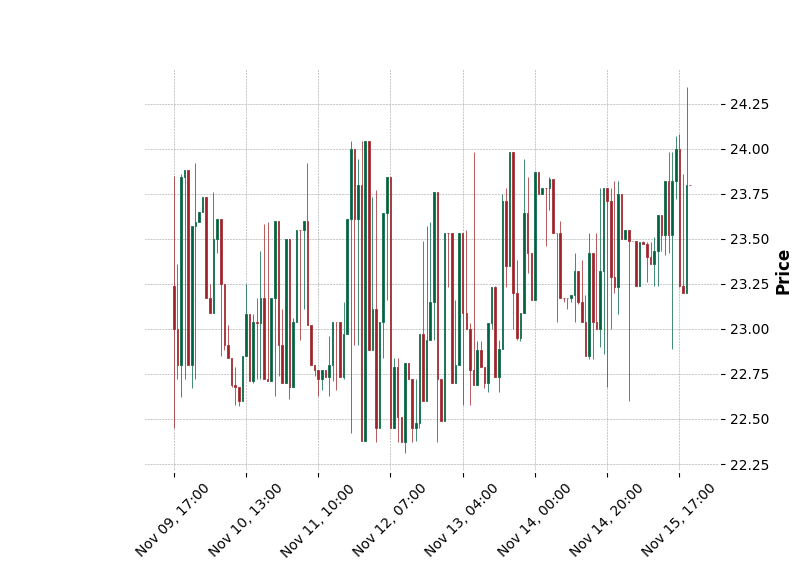 24.25
24.00
23.75
23.50
23.25
23.00
22.75
22.50
22.25
Price
Nov 09, 17:00
Nov 10, 13:00
Nov 11, 10:00
Nov 12, 07:00
Nov 13, 04:00
Nov 14, 00:00
Nov 14, 20:00
Nov 15, 17:00